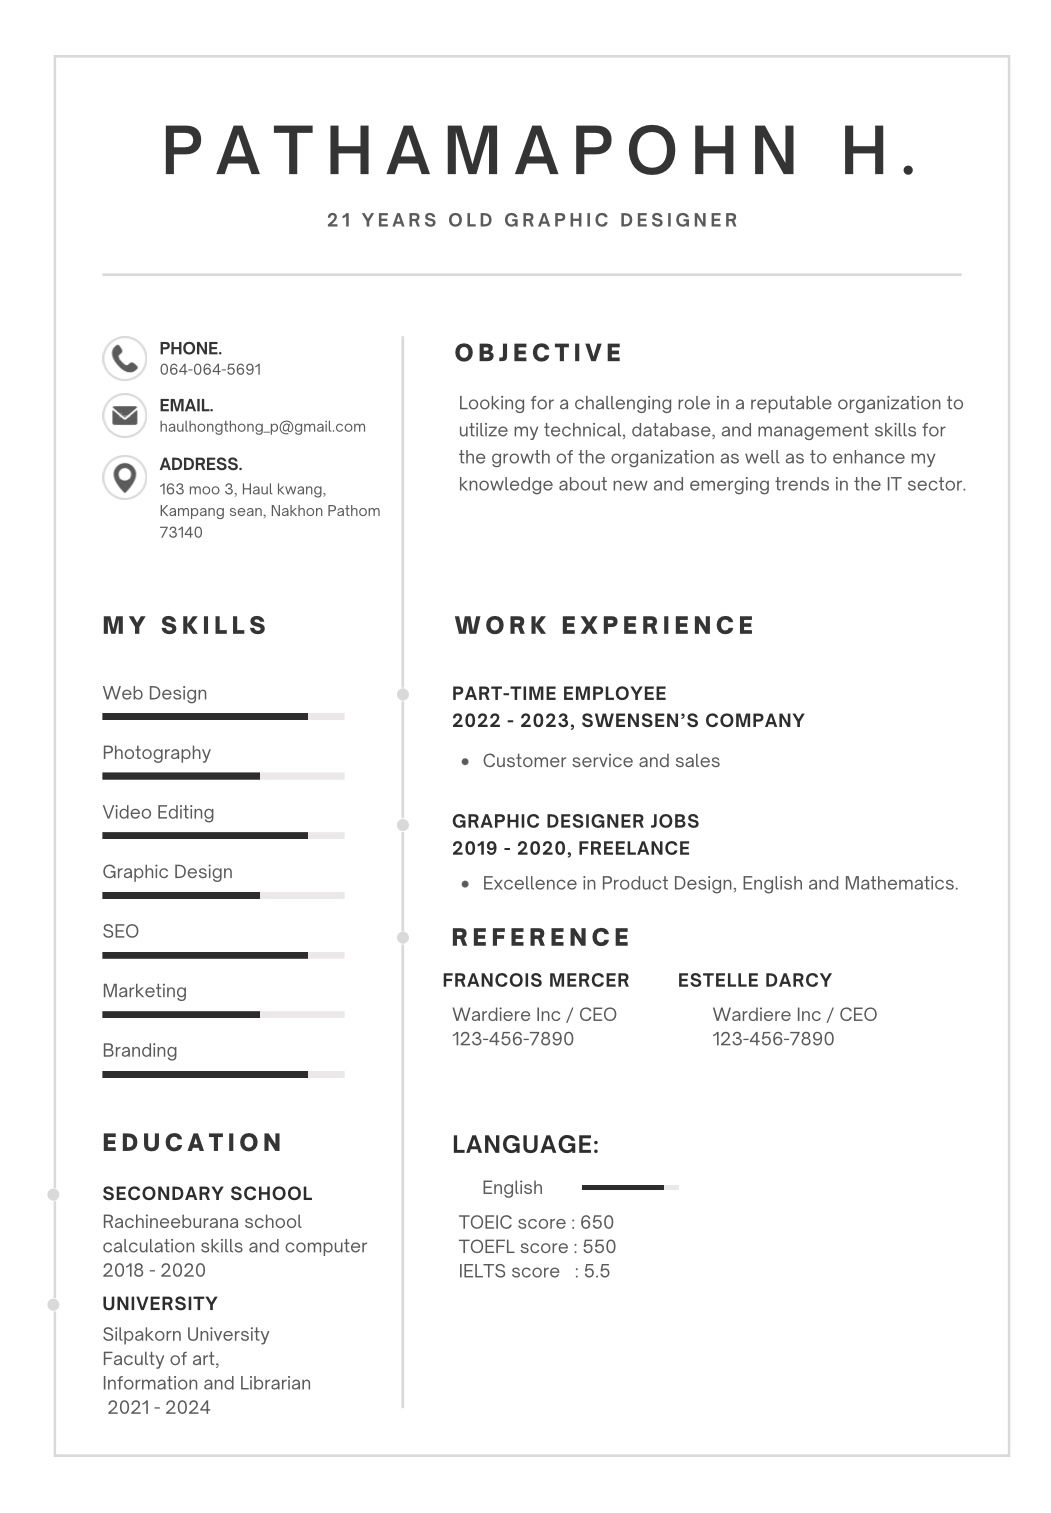 PATHAMAPOHN H.
21 YEARS OLD GRAPHIC DESIGNER
PHONE.
064-064-5691
EMAIL.
haulhongthong_p@gmail.com
ADDRESS.
163 moo 3, Haul kwang,
Kampang sean, Nakhon Pathom
73140
OBJECTIVE
Looking for a challenging role in a reputable organization to
utilize my technical, database, and management skills for
the growth of the organization as well as to enhance my
knowledge about new and emerging trends in the IT sector.
MY SKILLS
Web Design
Photography
Video Editing
Graphic Design
SEO
Marketing
Branding
WORK EXPERIENCE
PART-TIME EMPLOYEE
2022 - 2023, SWENSEN’S COMPANY
• Customer service and sales
GRAPHIC DESIGNER JOBS
2019 - 2020, FREELANCE
• Excellence in Product Design, English and Mathematics.
REFERENCE
FRANCOIS MERCER
Wardiere Inc / CEO
123-456-7890
ESTELLE DARCY
Wardiere Inc / CEO
123-456-7890
EDUCATION
SECONDARY SCHOOL
Rachineeburana school
calculation skills and computer
2018 - 2020
UNIVERSITY
Silpakorn University
Faculty of art,
Information and Librarian
2021 - 2024
LANGUAGE:
English
TOEIC score : 650
TOEFL score : 550
IELTS score : 5.5